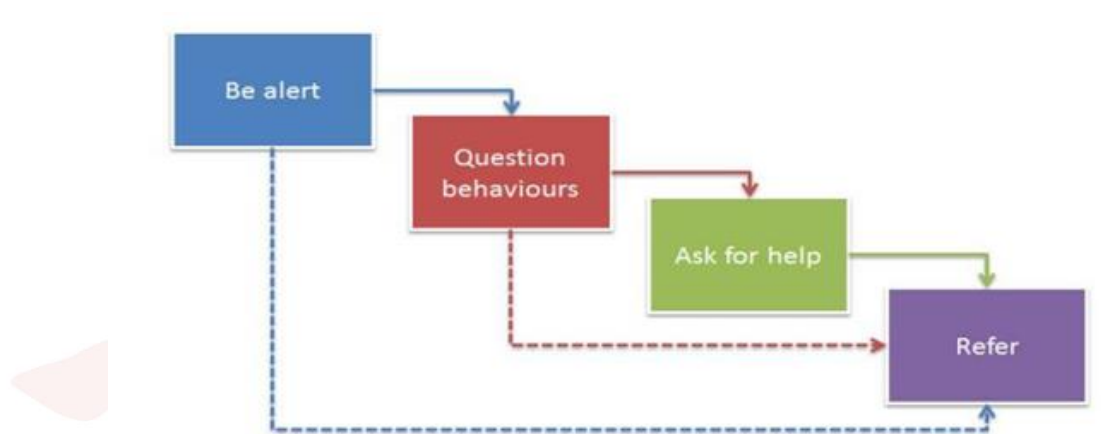 Be alert
Question
behaviours
Ask for help
Refer